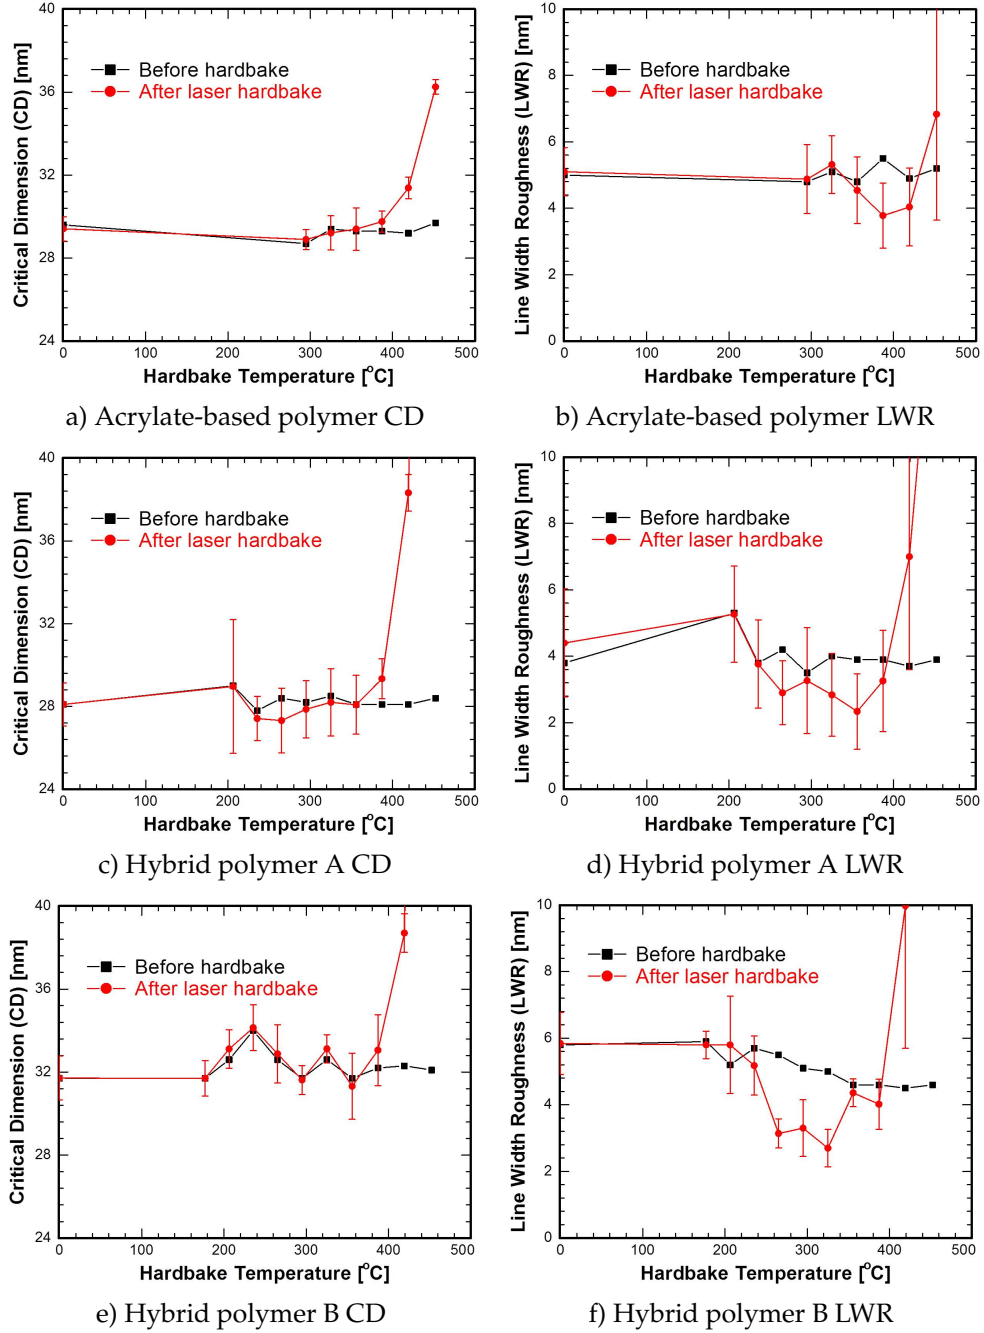 40
36
32
28
24
Critical Dimension (CD) [nm]
Before hardbake
After laser hardbake
0 100 200 300 400 500
Hardbake Temperature [°C]
a) Acrylate-based polymer CD
10
8
6
4
2
0
Line Width Roughness (LWR) [nm]
Before hardbake
After laser hardbake
0 100 200 300 400 500
Hardbake Temperature [°C]
b) Acrylate-based polymer LWR
40
36
32
28
24
Critical Dimension (CD) [nm]
Before hardbake
After laser hardbake
0 100 200 300 400 500
Hardbake Temperature [°C]
c) Hybrid polymer A CD
10
8
6
4
2
0
Line Width Roughness (LWR) [nm]
Before hardbake
After laser hardbake
0 100 200 300 400 500
Hardbake Temperature [°C]
d) Hybrid polymer A LWR
40
36
32
28
24
Critical Dimension (CD) [nm]
Before hardbake
After laser hardbake
0 100 200 300 400 500
Hardbake Temperature [°C]
e) Hybrid polymer B CD
10
8
6
4
2
0
Line Width Roughness (LWR) [nm]
Before hardbake
After laser hardbake
0 100 200 300 400 500
Hardbake Temperature [°C]
f) Hybrid polymer B LWR